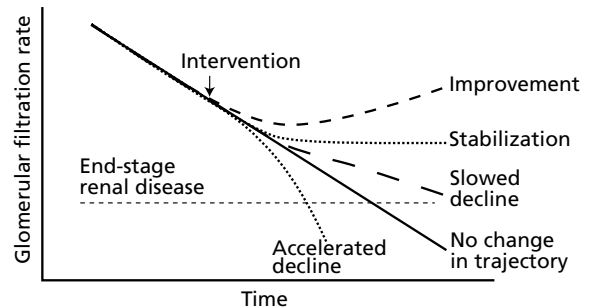 Glomerular filtration rate
Intervention
Improvement
Stabilization
End-stage
renal disease
Slowed
decline
Accelerated
decline
No change
in trajectory
Time